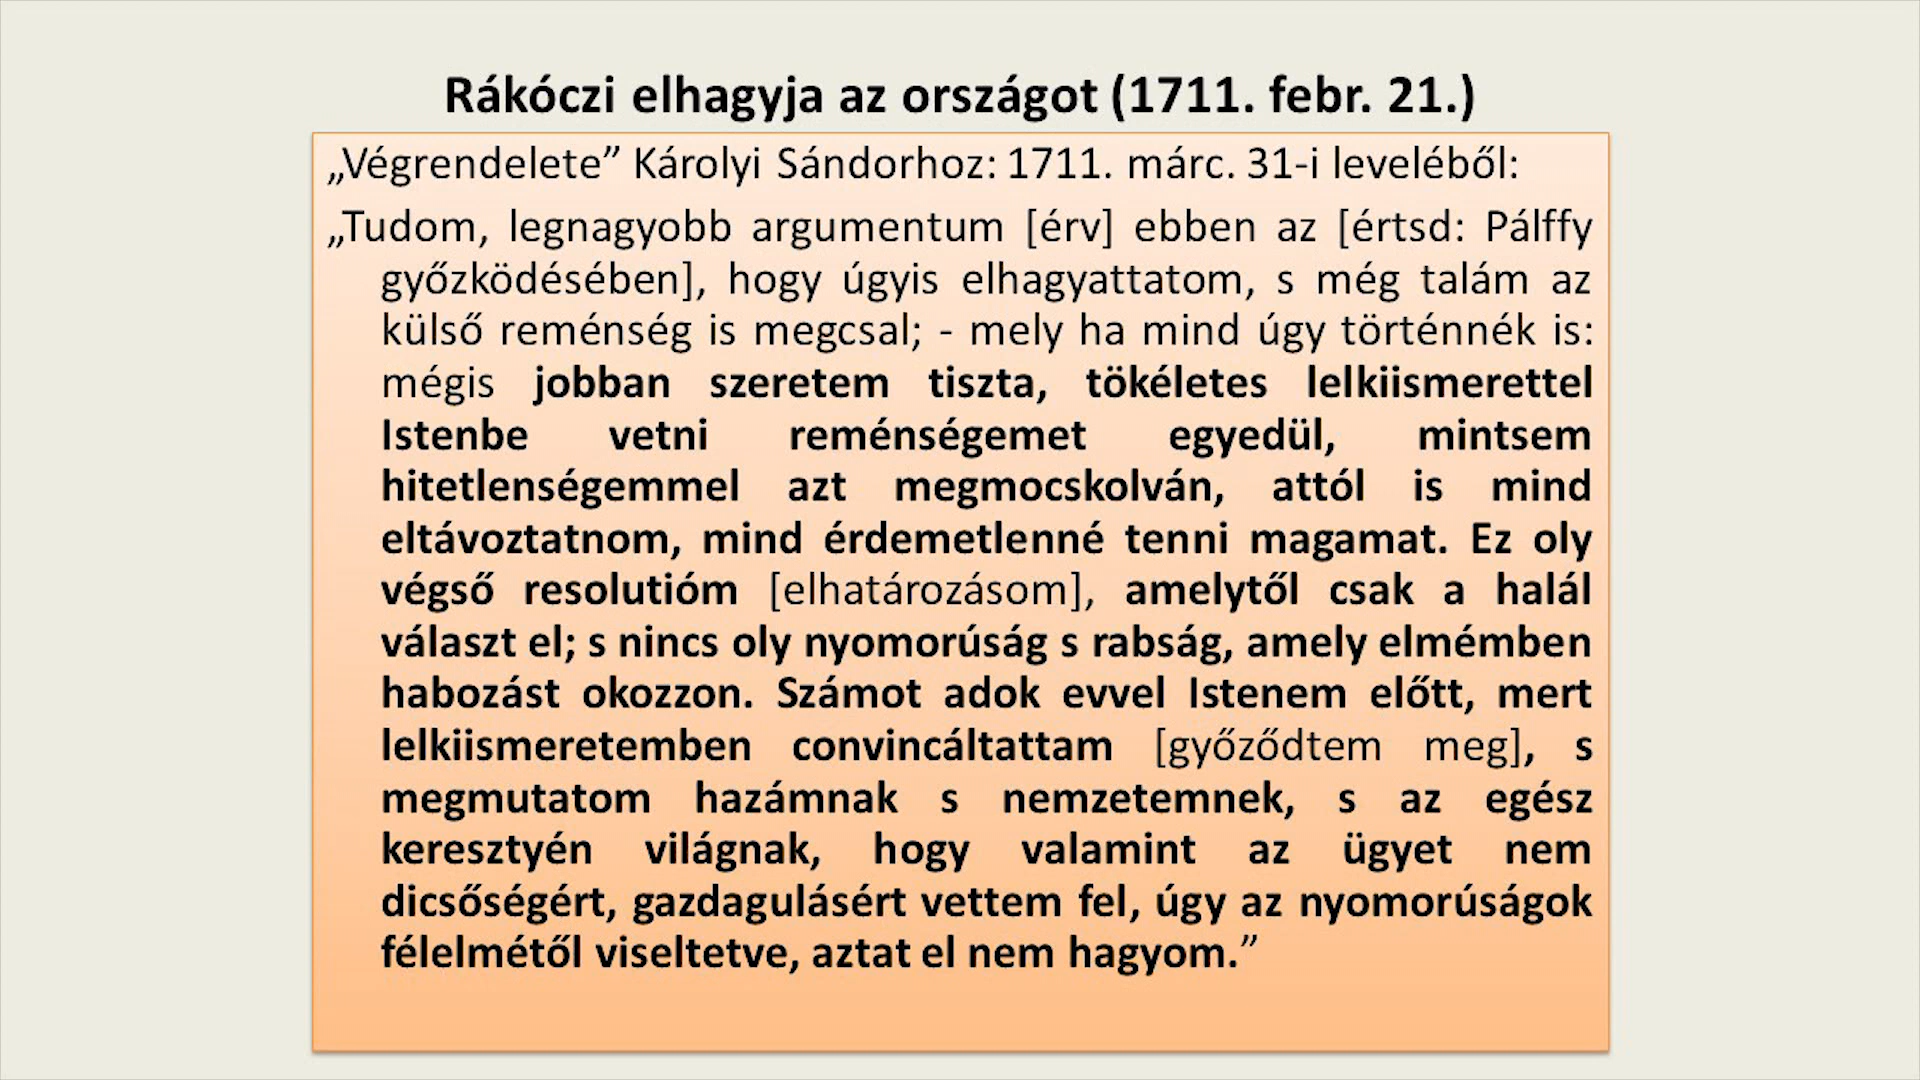 Rákóczi elhagyja az országot (1711. febr. 21.)
„Végrendelete” Károlyi Sándorhoz: 1711. márc. 31-i leveléből:
„Tudom, legnagyobb argumentum [érv] ebben az [értsd: Pálffy
győzködésében], hogy úgyis elhagyattatom, s még talám az
külső reménség is megcsal; - mely ha mind úgy történnék is:
mégis jobban szeretem tiszta, tökéletes lelkiismerettel
Istenbe vetni reménségemet egyedül, mintsem
hitetlenségemmel azt megmocskolván, attól is mind
eltávoztatnom, mind érdemetlenné tenni magamat. Ez oly
végső resolutióm [elhatározásom], amelytől csak a halál
választ el; s nincs oly nyomorúság s rabság, amely elmémben
habozást okozzon. Számot adok evvel Istenem előtt, mert
lelkiismeretemben convincáltattam [győződtem meg], s
megmutatom hazámnak s nemzetemnek, s az egész
keresztyén világnak, hogy valamint az ügyet nem
dicsőségért, gazdagulásért vettem fel, úgy az nyomorúságok
félelmétől viseltetve, aztat el nem hagyom.”